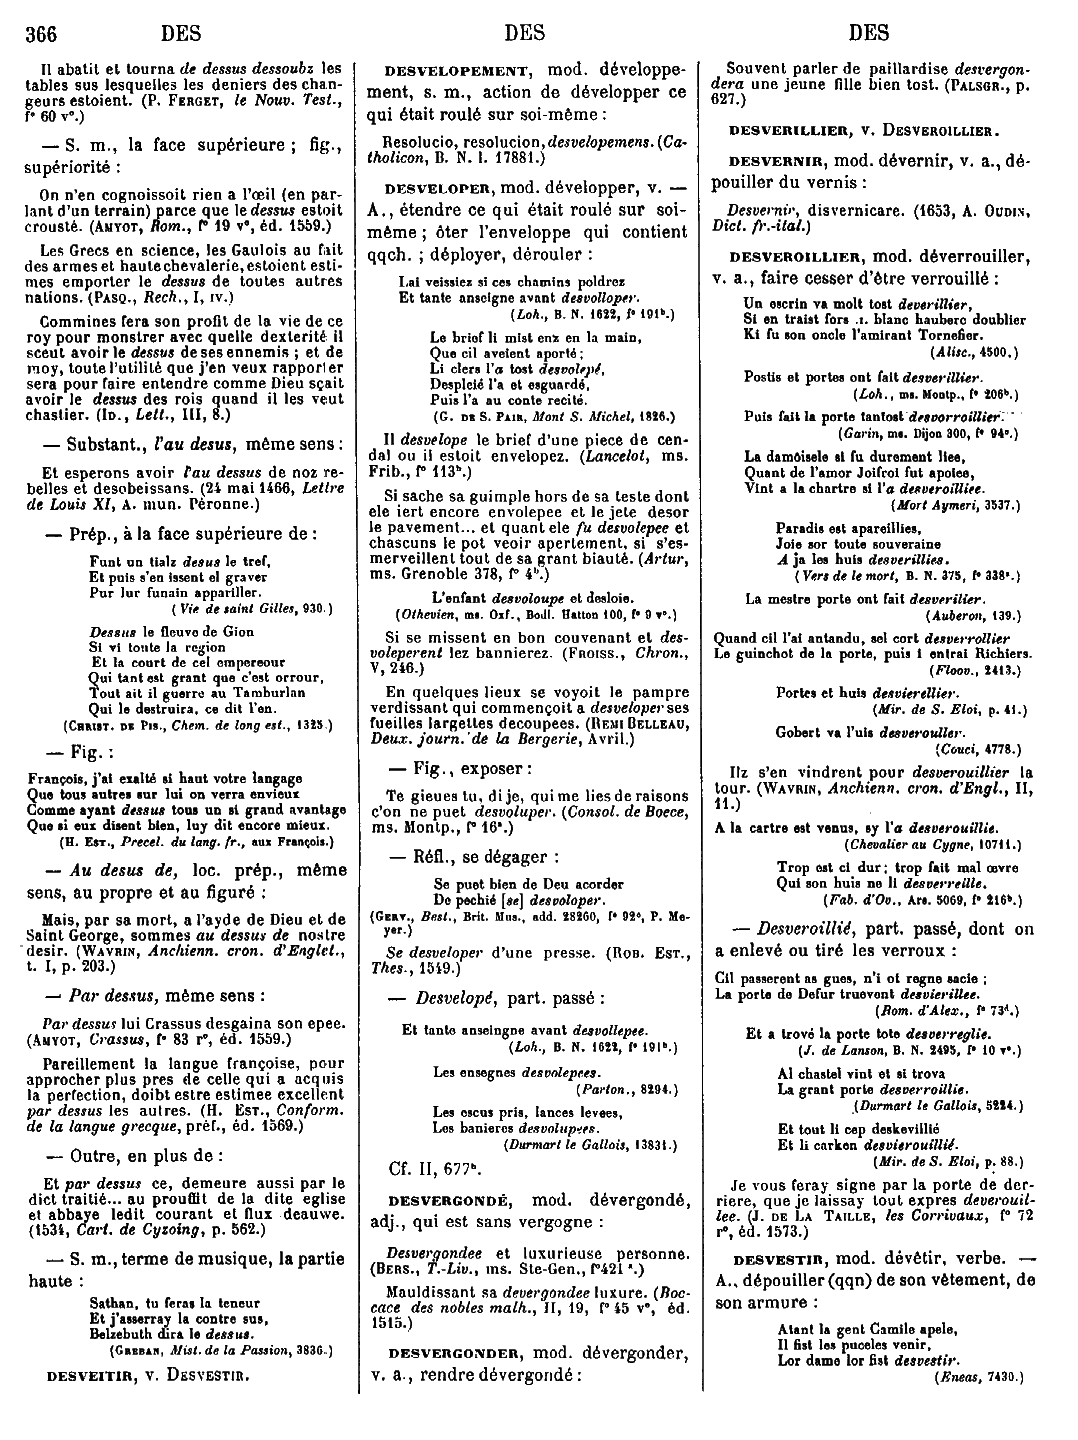 366 DES DES DES
Il abatit et tourna de dessus dessoubz les
tables sus lesquelles les deniers des chan-
geurs estoient. (P. FERGET, le Nouv. Test.,
f° 60 v°.)
— S. m., la face supérieure ; fig.,
supériorité :
On n'en cognoissoit rien a l'œil (en par-
lant d'un terrain) parce que le dessus estoit
crousté. (AMYOT, Rom., f° 19 v°, éd. 1559.)
Les Grecs en science, les Gaulois au fait
des armes et haute chevalerie, estoient esti-
mes emporter le dessus de toutes autres
nations. (PASQ., Rech., I, IV.)
Commines fera son profit de la vie de ce
roy pour monstrer avec quelle dexterité il
sceut avoir le dessus de ses ennemis ; et de
moy, toute l'utilité que j'en veux rapporter
sera pour faire entendre comme Dieu sçait
avoir le dessus des rois quand il les veut
chastier. (ID., Lett., III, 8.)
— Substant., l'au desus, même sens :
Et esperons avoir l'au dessus de noz re-
belles et desobeissans. (24 mai 1466, Lettre
de Louis XI, A. mun. Péronne.)
— Prép., à la face supérieure de :
Funt un tialz desus le tref,
Et puis s'en issent el graver
Pur lur funain appariller.
(Vie de saint Gilles, 930.)
Dessus le fleuve de Gion
Si vi toute la region
Et la court de cel empereour
Qui tant est grant que c'est orrour,
Tout ait il guerre au Tamburlan
Qui le destruira, ce dit l'en.
(CHRIST. DE PIS., Chem. de long est., 1325.)
— Fig. :
François, j'ai exalté si haut votre langage
Que tous autres sur lui on verra envieux
Comme ayant dessus tous un si grand avantage
Que si eux disent bien, luy dit encore mieux.
(H. EST., Precel. du lang. fr., aux François.)
— Au desus de, loc. prép., même
sens, au propre et au figuré :
Mais, par sa mort, a l'ayde de Dieu et de
Saint George, sommes au dessus de nostre
desir. (WAVRIN, Anchienn. cron. d'Englet.,
t. I, p. 203.)
— Par dessus, même sens :
Par dessus lui Crassus desgaina son epee.
(AMYOT, Crassus, f° 83 r°, éd. 1559.)
Pareillement la langue françoise, pour
approcher plus pres de celle qui a acquis
la perfection, doibt estre estimee excellent
par dessus les autres. (H. EST., Conform.
de la langue grecque, préf., éd. 1569.)
— Outre, en plus de :
Et par dessus ce, demeure aussi par le
dict traitié... au prouffit de la dite eglise
et abbaye ledit courant et flux deauwe.
(1534, Cart. de Cyzoing, p. 562.)
— S. m., terme de musique, la partie
haute :
Sathan, tu feras la teneur
Et j'asserray la contre sus,
Belzebuth dira le dessus.
(GREBAN, Mist. de la Passion, 3836.)
DESVEITIR, V. DESVESTIR.
DESVELOPEMENT, mod. développe-
ment, s. m., action de développer ce
qui était roulé sur soi-même :
Resolucio, resolucion, desvelopemens. (Ca-
tholicon, B. N. l. 17881.)
DESVELOPER, mod. développer, v. —
A., étendre ce qui était roulé sur soi-
même ; ôter l'enveloppe qui contient
qqch. ; déployer, dérouler :
Lai veissiez si ces chamins poldrez
Et tante anseigne avant desvolloper.
(Loh., B. N. 1622, f° 191b.)
Le brief li mist enz en la main,
Que cil aveient aporté ;
Li clers l'a tost desvolepé,
Despleié l'a et esguardé,
Puis l'a au conte recité.
(G. DE S. PAIR, Mont S. Michel, 1826.)
Il desvelope le brief d'une piece de cen-
dal ou il estoit envelopez. (Lancelot, ms.
Frib., f° 113b.)
Si sache sa guimple hors de sa teste dont
ele iert encore envolepee et le jete desor
le pavement... et quant ele fu desvolepee et
chascuns le pot veoir apertement, si s'es-
merveillent tout de sa grant biauté. (Artur,
ms. Grenoble 378, f° 4b.)
L'enfant desvoloupe et desloie.
(Othevien, ms. Oxf., Bodl. Hatton 100, f° 9 v°.)
Si se missent en bon couvenant et des-
voleperent lez bannierez. (FROISS., Chron.,
V, 246.)
En quelques lieux se voyoit le pampre
verdissant qui commençoit a desveloper ses
fueilles largettes decoupees. (REMI BELLEAU,
Deux. journ. de la Bergerie, Avril.)
— Fig., exposer :
Te gieues tu, di je, qui me lies de raisons
c'on ne puet desvoluper. (Consol. de Boece,
ms. Montp., f° 16a.)
— Réfl., se dégager :
Se puet bien de Deu acorder
De pechié [se] desvoloper.
(GERV., Best., Brit. Mus., add. 28260, f° 92c, P. Me-
yer.)
Se desveloper d'une presse. (ROB. EST.,
Thes., 1549.)
— Desvelopé, part. passé :
Et tante anseingne avant desvollepee.
(Loh., B. N. 1622, f° 191b.)
Les ensegnes desvolepees.
(Parton., 8294.)
Les escus pris, lances levees,
Les banieres desvolupees.
(Durmart le Gallois, 13831.)
Cf. II, 677b.
DESVERGONDÉ, mod. dévergondé,
adj., qui est sans vergogne :
Desvergondee et luxurieuse personne.
(BERS., T.-Liv., ms. Ste-Gen., f° 421a.)
Mauldissant sa devergondee luxure. (Boc-
cace des nobles malh., II, 19, f° 45 v°, éd.
1515.)
DESVERGONDER, mod. dévergonder,
v. a., rendre dévergondé :
Souvent parler de paillardise desvergon-
dera une jeune fille bien tost. (PALSGR., p.
627.)
DESVERILLIER, V. DESVEROILLIER.
DESVERNIR, mod. dévernir, v. a., dé-
pouiller du vernis :
Desvernir, disvernicare. (1653, A. OUDIN,
Dict. fr.-ital.)
DESVEROILLIER, mod. déverrouiller,
v. a., faire cesser d'être verrouillé :
Un escrin va molt tost deverillier,
Si en traist fors .I. blanc hauberc doublier
Ki fu son oncle l'amirant Tornefier.
(Alisc., 4500.)
Postis et portes ont fait desverillier.
(Loh., ms. Montp., f° 206b.)
Puis fait la porte tantost desvorroillier.
(Garin, ms. Dijon 300, f° 94a.)
La damoisele si fu durement liee,
Quant de l'amor Joifroi fut apolee,
Vint a la chartre si l'a desveroilliee.
(Mort Aymeri, 3537.)
Paradis est apareillies,
Joie sor toute souveraine
A ja les huis desverillies.
(Vers de le mort, B. N. 375, f° 338a.)
La mestre porte ont fait desverilier.
(Auberon, 139.)
Quand cil l'ai antandu, sel cort desverrollier
Lo guinchot de la porte, puis i entrai Richiers.
(Floov., 2413.)
Portes et huis desvierellier.
(Mir. de S. Eloi, p. 41.)
Gobert va l'uis desverouller.
(Couci, 4778.)
Ilz s'en vindrent pour desverouillier la
tour. (WAVRIN, Anchienn. cron. d'Engl., II,
11.)
A la cartre est venus, sy l'a desverouillie.
(Chevalier au Cygne, 10711.)
Trop est ci dur ; trop fait mal œvre
Qui son huis ne li desverreille.
(Fab. d'Ov., Ars. 5069, f° 216b.)
— Desveroillié, part. passé, dont on
a enlevé ou tiré les verroux :
Cil passerent as gues, n'i ot regne sacie ;
La porte de Defur truevent desvierillee.
(Rom. d'Alex., f° 73d.)
Et a trové la porte tote desverreglie.
(J. de Lanson, B. N. 2495, f° 10 v°.)
Al chastel vint et si trova
La grant porte desverroillie.
(Durmart le Gallois, 5224.)
Et tout li cep deskevillié
Et li carken desvierouillié.
(Mir. de S. Eloi, p. 88.)
Je vous feray signe par la porte de der-
riere, que je laissay tout expres deverouil-
lee. (J. DE LA TAILLE, les Corrivaux, f° 72
r°, éd. 1573.)
DESVESTIR, mod. dévêtir, verbe. —
A., dépouiller (qqn) de son vêtement, de
son armure :
Atant la gent Camile apele,
Il fist les puceles venir,
Lor dame lor fist desvestir.
(Eneas, 7430.)